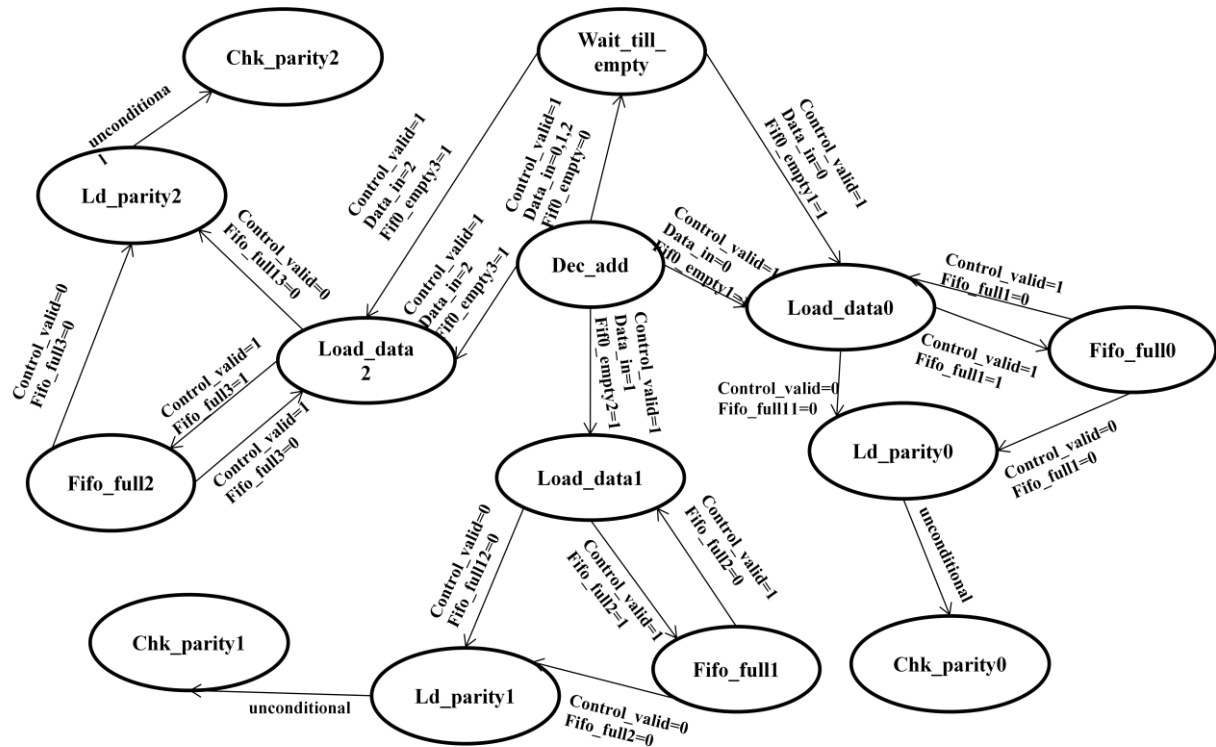 Chk_parity2
Wait_till_
empty
unconditiona
l
Ld_parity2
Control_valid=1
Data_in=2
Fif0_empty3=1
Control_valid=1
Data_in=0,1,2
Fif0_empty=0
Control_valid=1
Data_in=0
Fif0_empty1=1
Control_valid=0
Fifo_full13=0
Control_valid=1
Data_in=2
Fif0_empty3=1
Dec_add
Control_valid=1
Data_in=0
Fif0_empty1=
Load_data0
Control_valid=1
Fifo_full1=0
Control_valid=1
Fifo_full1=1
Fifo_full0
Control_valid=0
Fifo_full3=0
Load_data
2
Control_valid=1
Fifo_full3=1
Control_valid=1
Fifo_full3=0
Fifo_full2
Control_valid=1
Data_in=1
Fif0_empty2=1
Control_valid=0
Fifo_full11=0
Ld_parity0
Control_valid=0
Fifo_full1=0
Load_data1
Control_valid=0
Fifo_full12=0
Control_valid=1
Fifo_full2=1
Control_valid=1
Fifo_full2=0
unconditional
Chk_parity1
Ld_parity1
Fifo_full1
Chk_parity0
unconditional
Control_valid=0
Fifo_full2=0